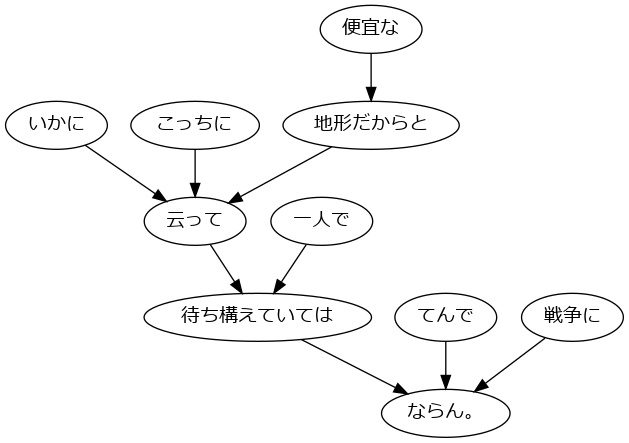 便宜な
いかに
こっちに
地形だからと
云って
一人で
待ち構えていては
てんで
戦争に
ならん。